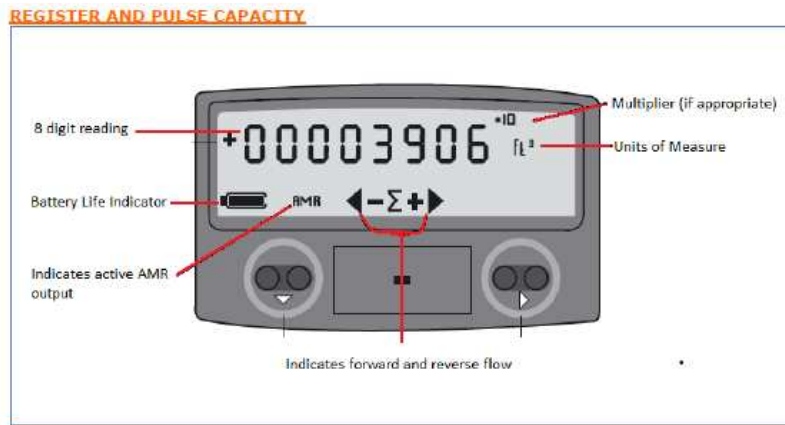 REGISTER AND PULSE CAPACITY
8 digit reading
+00003906
*10
ft³
Multiplier (if appropriate)
Units of Measure
Battery Life Indicator
AMR
-Σ+
Indicates active AMR
output
Indicates forward and reverse flow